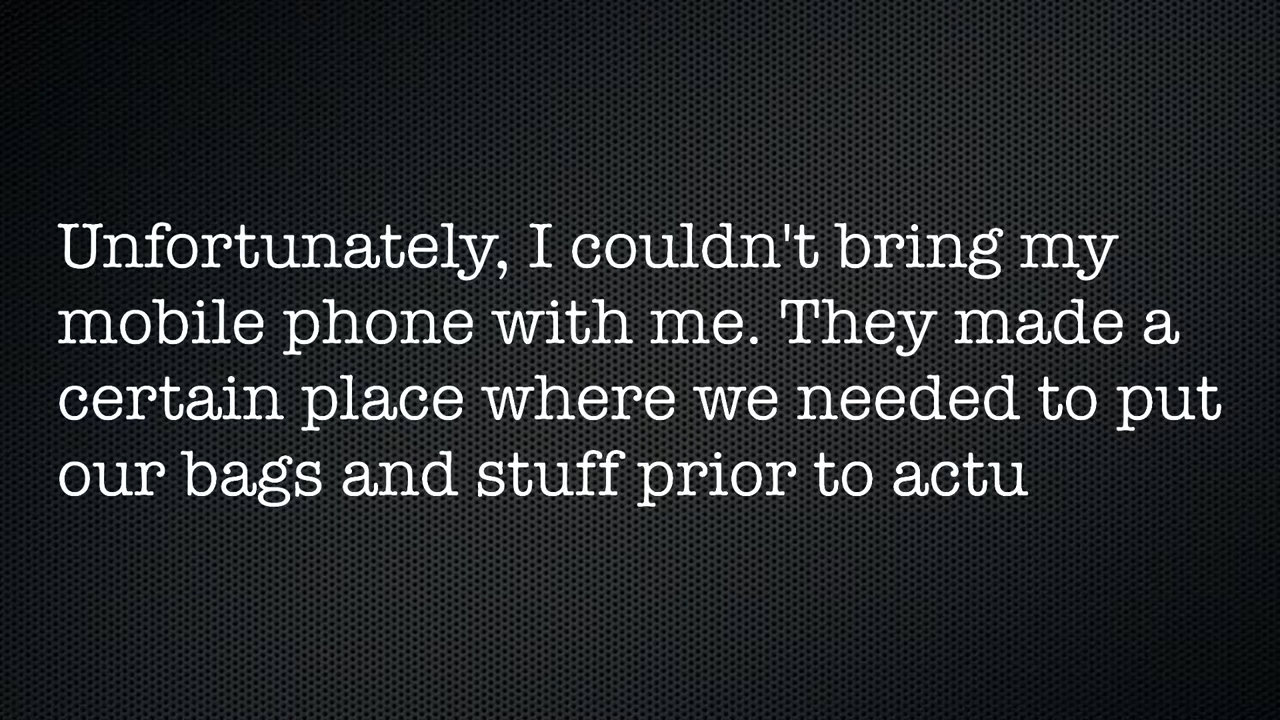 Unfortunately, I couldn't bring my
mobile phone with me. They made a
certain place where we needed to put
our bags and stuff prior to actu